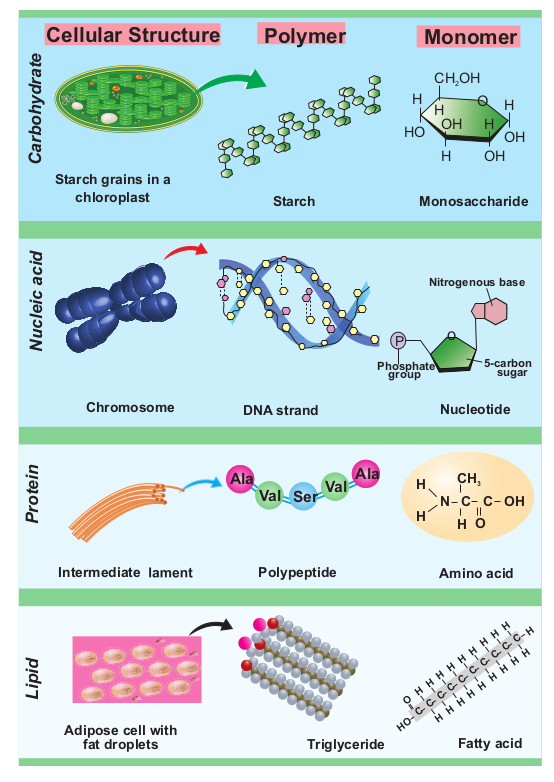 Cellular Structure Polymer Monomer
Carbohydrate
CH₂OH
O
H H H
HO OH H OH
H OH
Starch grains in a
chloroplast
Starch
Monosaccharide
Nucleic acid
Nitrogenous base
P O
Phosphate
group
5-carbon
sugar
Chromosome
DNA strand
Nucleotide
Protein
Ala Val Ser Val Ala
H CH₃
N – C – C – OH
H H O
Intermediate lament
Polypeptide
Amino acid
Lipid
H H H H H H H H H
O
HO- C- C- C- C- C- C- C- C- C- C- H
H H H H H H H H H
Adipose cell with
fat droplets
Triglyceride
Fatty acid